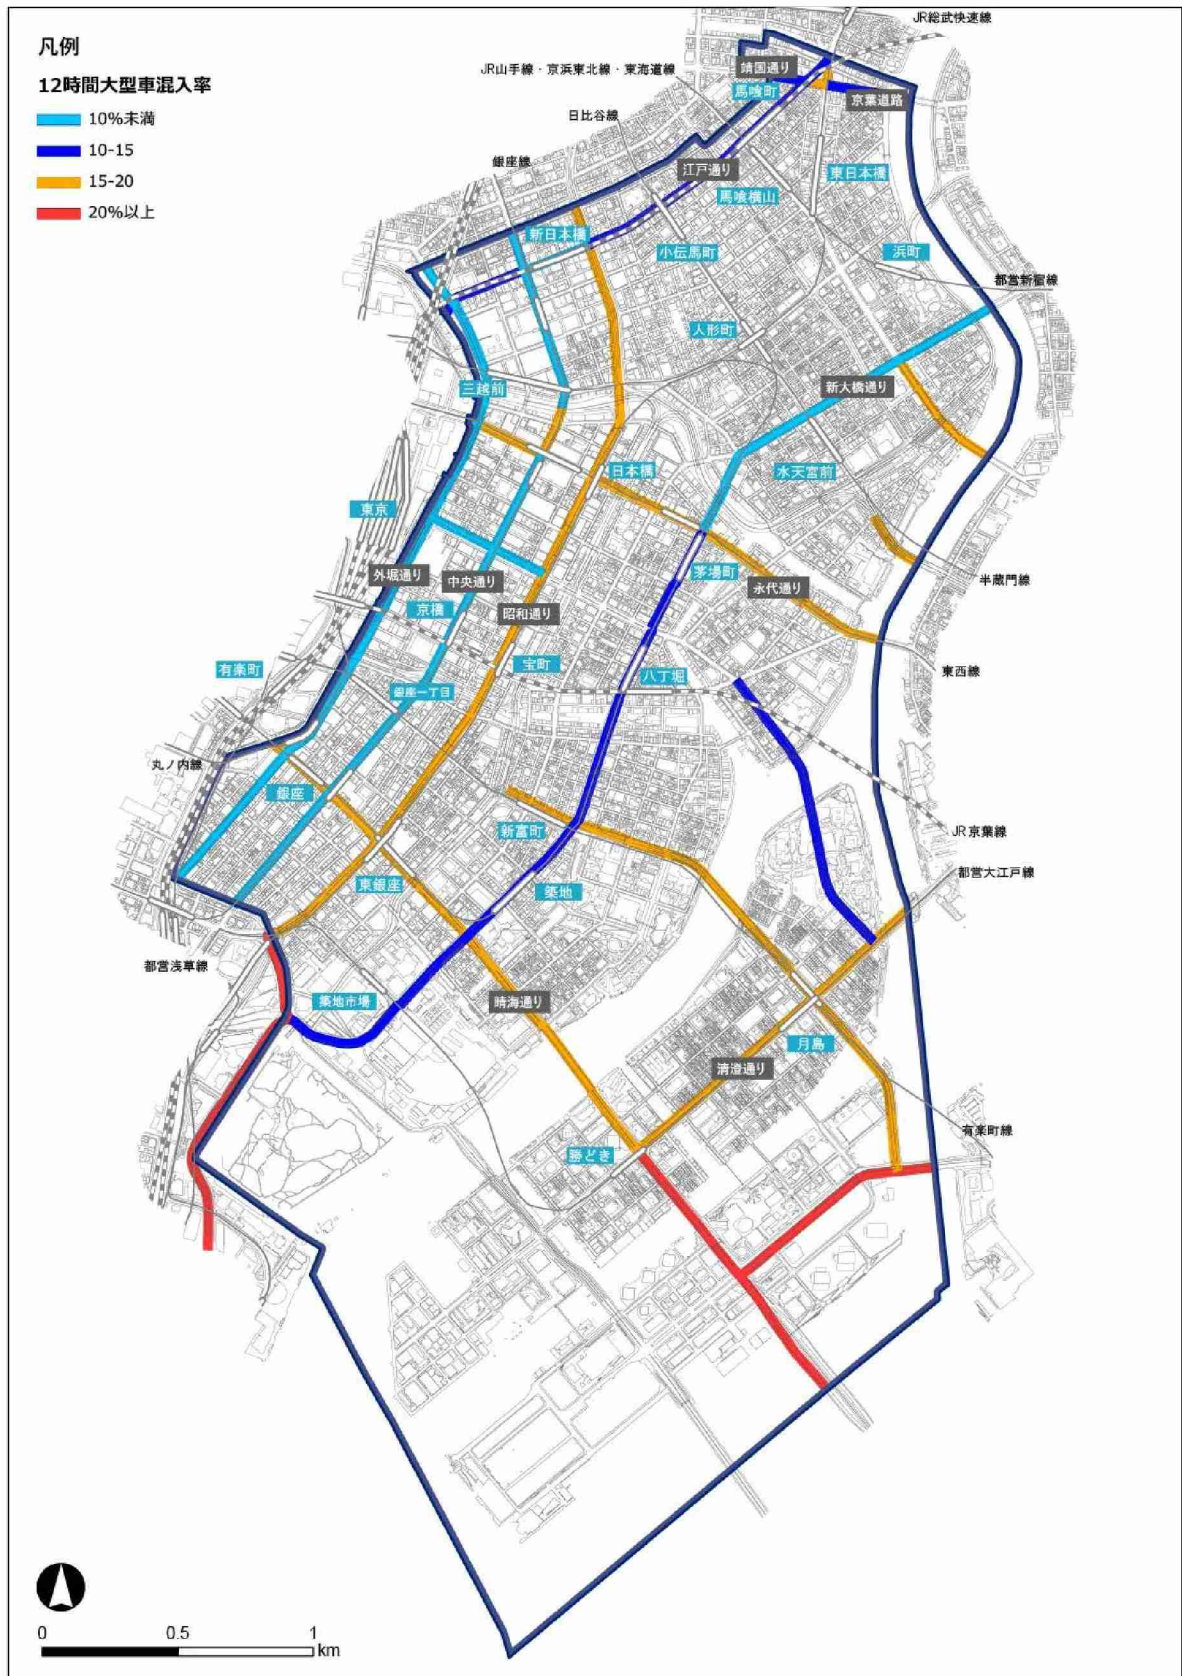 凡例
12時間大型車混入率
10%未満
10-15
15-20
20%以上
JR総武快速線
JR山手線・京浜東北線・東海道線
靖国通り
馬喰町
京葉道路
日比谷線
銀座線
江戸通り
東日本橋
馬喰横山
新日本橋
小伝馬町
浜町
都営新宿線
人形町
三越前
新大橋通り
日本橋
水天宮前
東京
外堀通り
中央通り
茅場町
永代通り
半蔵門線
京橋
昭和通り
宝町
八丁堀
東西線
有楽町
銀座一丁目
丸ノ内線
銀座
新富町
JR京葉線
東銀座
築地
都営大江戸線
都営浅草線
築地市場
晴海通り
月島
清澄通り
有楽町線
勝どき
0
0.5
1
km